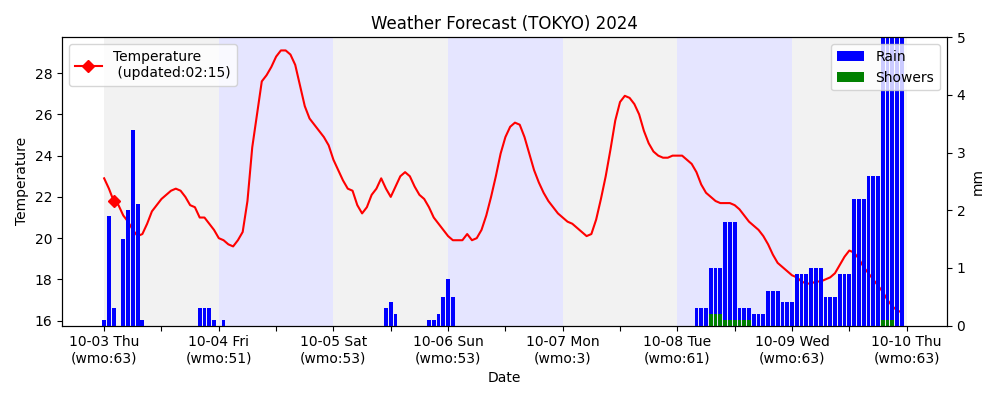 Weather Forecast (TOKYO) 2024
Temperature
(updated:02:15)
Rain
Showers
Temperature
28
26
24
22
20
18
16
5
4
3
2
1
0
mm
10-03 Thu
(wmo:63)
10-04 Fri
(wmo:51)
10-05 Sat
(wmo:53)
10-06 Sun
(wmo:53)
10-07 Mon
(wmo:3)
10-08 Tue
(wmo:61)
10-09 Wed
(wmo:63)
10-10 Thu
(wmo:63)
Date